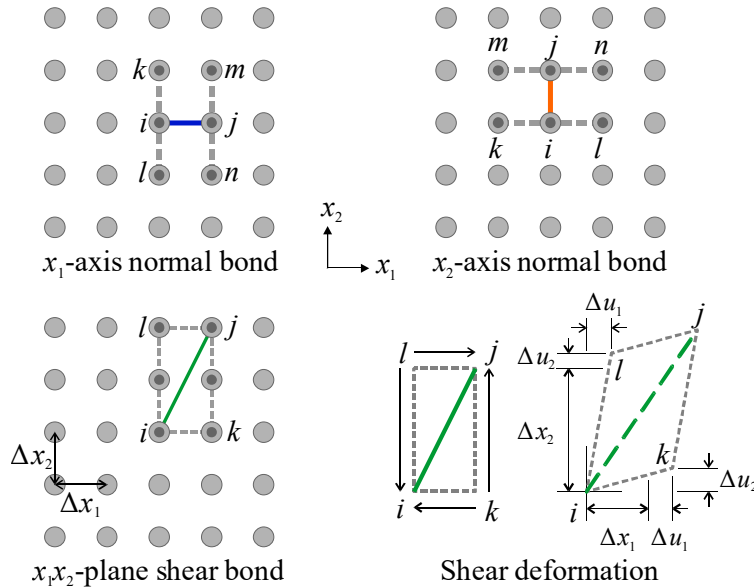 k m
i j
l n
x₁-axis normal bond
x₂
x₁
m j n
k i l
x₂-axis normal bond
l j
i k
Δx₂
Δx₁
x₁x₂-plane shear bond
l j
i k
Δu₁
j
Δu₂
l
Δx₂
k
Δu₂
i
Δx₁ Δu₁
Shear deformation